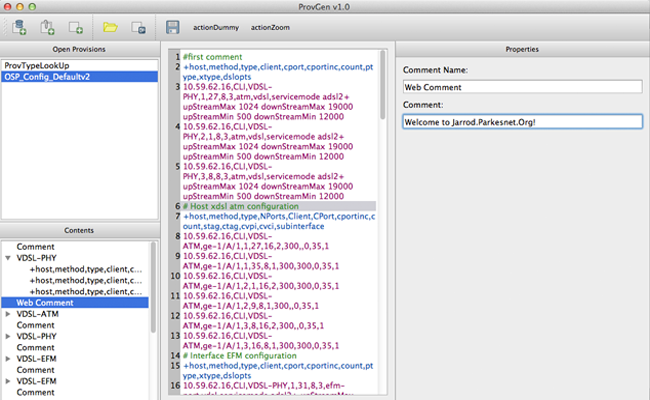 ProvGen v1.0
actionDummy
actionZoom
Open Provisions
ProvTypeLookUp
OSP_Config_Defaultv2
Contents
Comment
VDSL-PHY
+host,method,type,client,c...
+host,method,type,client,c...
+host,method,type,client,c...
Web Comment
VDSL-ATM
Comment
VDSL-PHY
Comment
VDSL-EFM
Comment
VDSL-EFM
Comment
1 #first comment
2 +host,method,type,client,cport,cportinc,count,pt
ype,xtype,dslopts
3 10.59.62.16,CLI,VDSL-
PHY,1,27,8,3,atm,vdsl,servicemode adsl2+
upStreamMax 1024 downStreamMax 19000
upStreamMin 500 downStreamMin 12000
4 10.59.62.16,CLI,VDSL-
PHY,2,1,8,3,atm,vdsl,servicemode adsl2+
upStreamMax 1024 downStreamMax 19000
upStreamMin 500 downStreamMin 12000
5 10.59.62.16,CLI,VDSL-
PHY,3,8,8,3,atm,vdsl,servicemode adsl2+
upStreamMax 1024 downStreamMax 19000
upStreamMin 500 downStreamMin 12000
6 # Host xdsl atm configuration
7 +host,method,type,NPorts,Client,CPort,cportinc,c
ount,stag,ctag,cvpi,cvci,subinterface
8 10.59.62.16,CLI,VDSL-
ATM,ge-1/A/1,1,27,16,2,300,,0,35,1
9 10.59.62.16,CLI,VDSL-
ATM,ge-1/A/1,1,35,8,1,300,300,0,35,1
10 10.59.62.16,CLI,VDSL-
ATM,ge-1/A/1,2,1,16,2,300,300,0,35,1
11 10.59.62.16,CLI,VDSL-
ATM,ge-1/A/1,2,9,8,1,300,,0,35,1
12 10.59.62.16,CLI,VDSL-
ATM,ge-1/A/1,3,8,16,2,300,,0,35,1
13 10.59.62.16,CLI,VDSL-
ATM,ge-1/A/1,3,16,8,1,300,300,0,35,1
14 # Interface EFM configuration
15 +host,method,type,client,cport,cportinc,count,pt
ype,xtype,dslopts
16 10.59.62.16,CLI,VDSL-PHY,1,31,8,3,efm-
port,vdsl,servicemode vdsl2+ upStreamMax
Properties
Comment Name:
Web Comment
Comment:
Welcome to Jarrod.Parkesnet.Org!